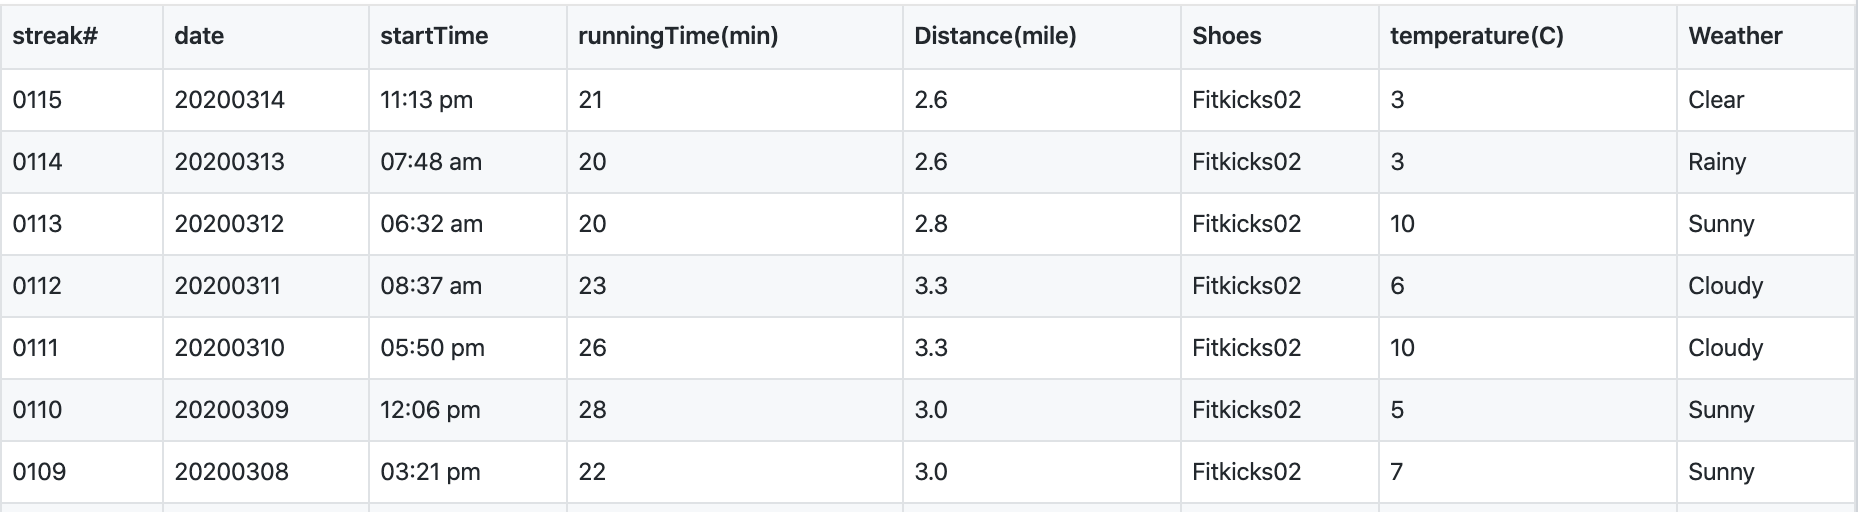 streak# date startTime runningTime(min) Distance(mile) Shoes temperature(C) Weather
0115 20200314 11:13 pm 21 2.6 Fitkicks02 3 Clear
0114 20200313 07:48 am 20 2.6 Fitkicks02 3 Rainy
0113 20200312 06:32 am 20 2.8 Fitkicks02 10 Sunny
0112 20200311 08:37 am 23 3.3 Fitkicks02 6 Cloudy
0111 20200310 05:50 pm 26 3.3 Fitkicks02 10 Cloudy
0110 20200309 12:06 pm 28 3.0 Fitkicks02 5 Sunny
0109 20200308 03:21 pm 22 3.0 Fitkicks02 7 Sunny